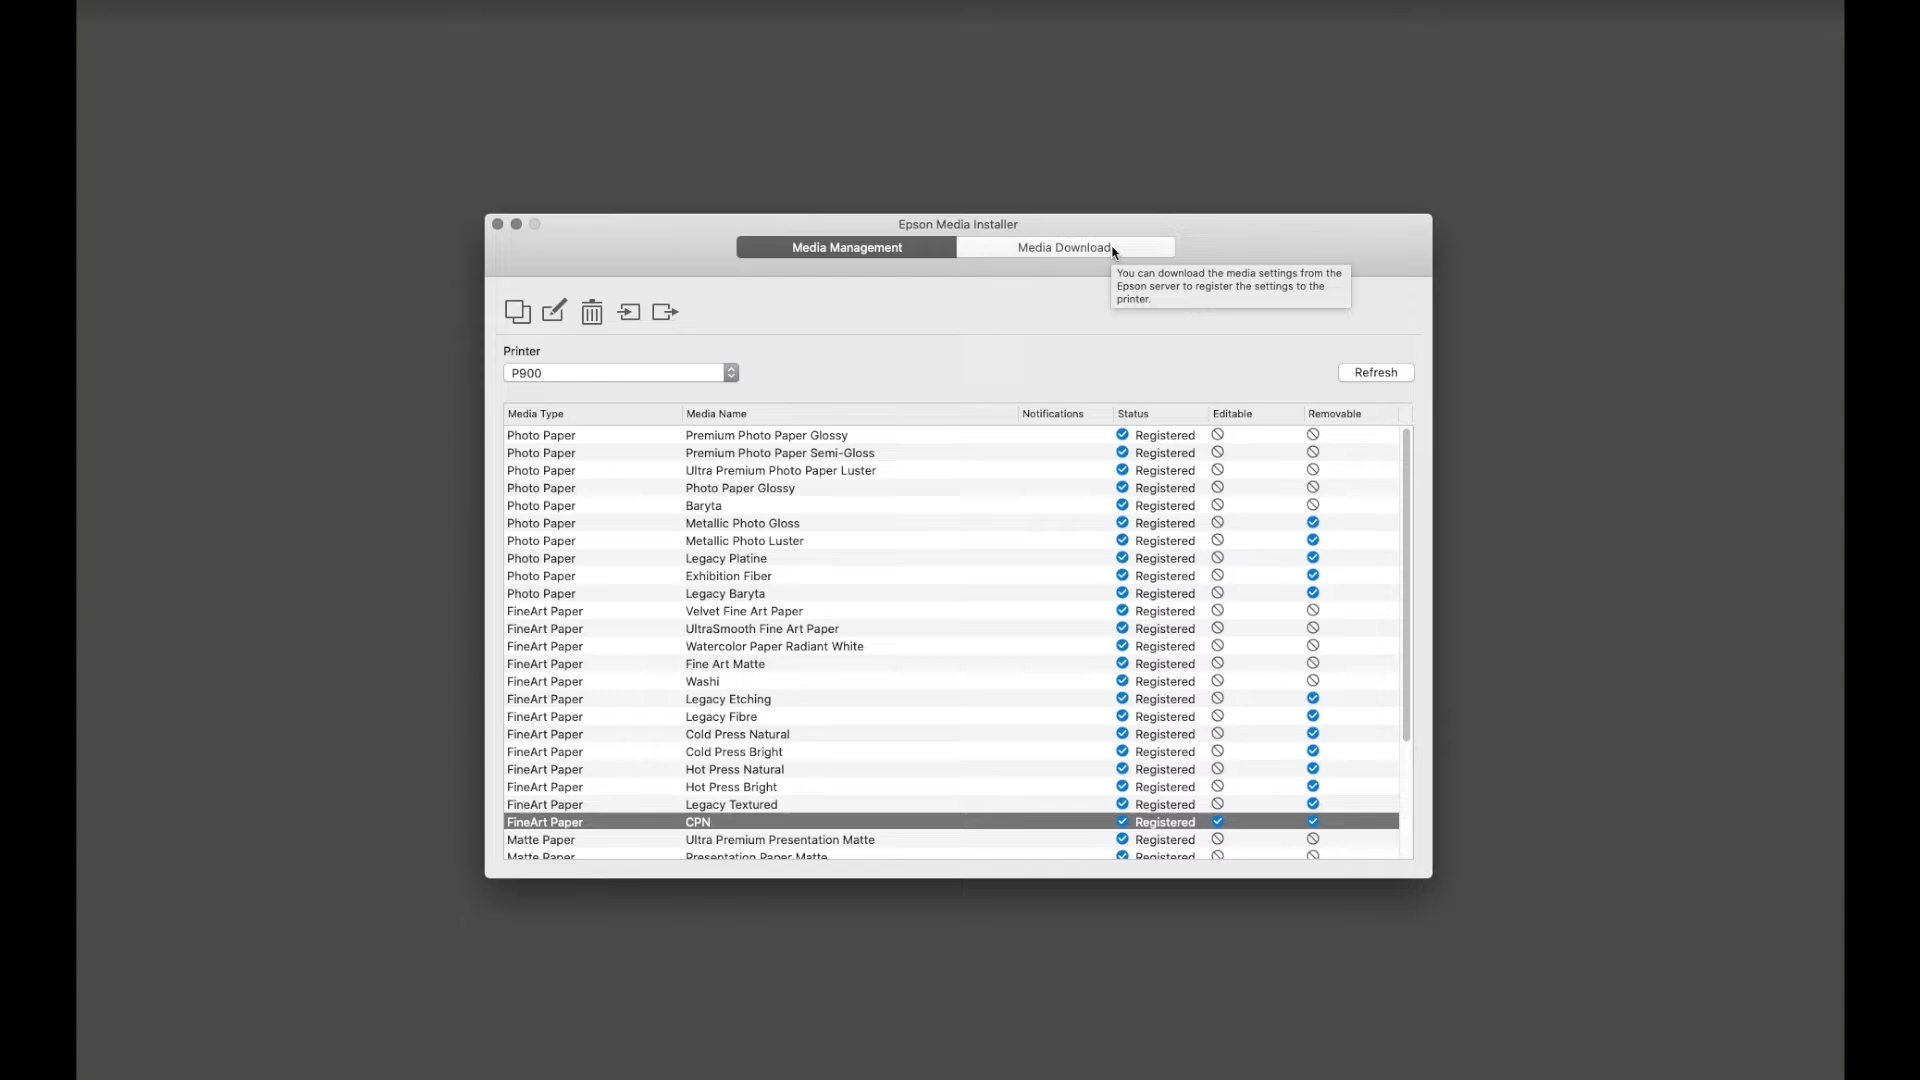 Epson Media Installer
Media Management Media Download
You can download the media settings from the
Epson server to register the settings to the
printer.
Printer
P900 Refresh
Media Type Media Name Notifications Status Editable Removable
Photo Paper Premium Photo Paper Glossy Registered
Photo Paper Premium Photo Paper Semi-Gloss Registered
Photo Paper Ultra Premium Photo Paper Luster Registered
Photo Paper Photo Paper Glossy Registered
Photo Paper Baryta Registered
Photo Paper Metallic Photo Gloss Registered
Photo Paper Metallic Photo Luster Registered
Photo Paper Legacy Platine Registered
Photo Paper Exhibition Fiber Registered
Photo Paper Legacy Baryta Registered
FineArt Paper Velvet Fine Art Paper Registered
FineArt Paper UltraSmooth Fine Art Paper Registered
FineArt Paper Watercolor Paper Radiant White Registered
FineArt Paper Fine Art Matte Registered
FineArt Paper Washi Registered
FineArt Paper Legacy Etching Registered
FineArt Paper Legacy Fibre Registered
FineArt Paper Cold Press Natural Registered
FineArt Paper Cold Press Bright Registered
FineArt Paper Hot Press Natural Registered
FineArt Paper Hot Press Bright Registered
FineArt Paper Legacy Textured Registered
FineArt Paper CPN Registered
Matte Paper Ultra Premium Presentation Matte Registered
Matte Paper Presentation Paper Matte Registered